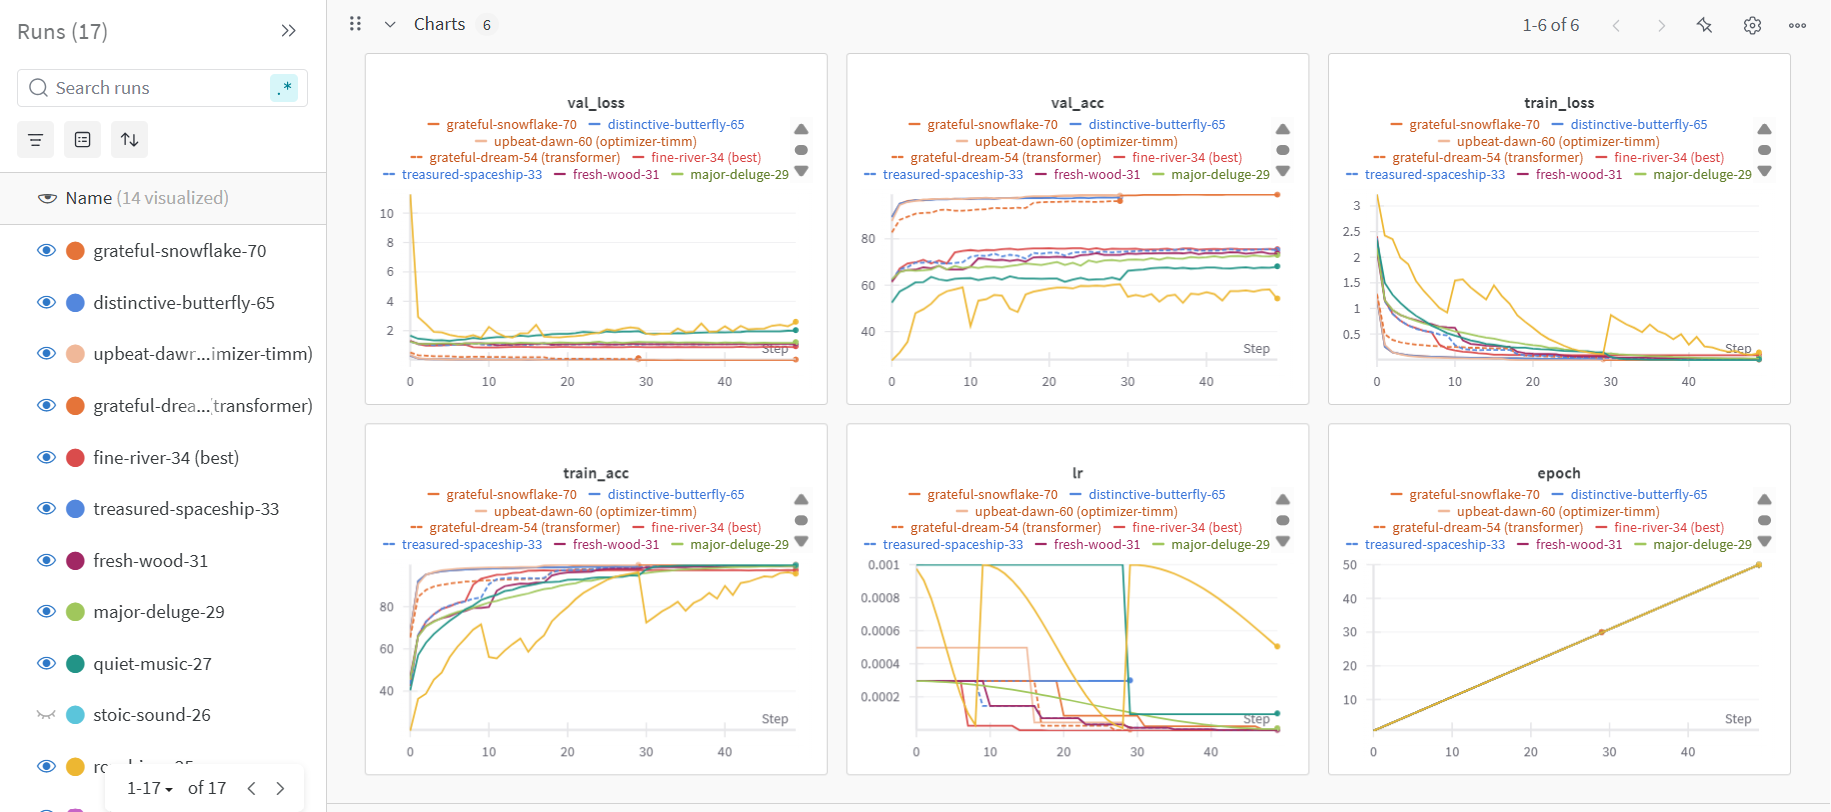 Runs (17)
Search runs
.*
Name (14 visualized)
grateful-snowflake-70
distinctive-butterfly-65
upbeat-dawr...imizer-timm)
grateful-drea...transformer)
fine-river-34 (best)
treasured-spaceship-33
fresh-wood-31
major-deluge-29
quiet-music-27
stoic-sound-26
1-17 of 17
Charts 6
1-6 of 6
val_loss
grateful-snowflake-70 distinctive-butterfly-65
upbeat-dawn-60 (optimizer-timm)
grateful-dream-54 (transformer) fine-river-34 (best)
treasured-spaceship-33 fresh-wood-31 major-deluge-29
10
8
6
4
2
Step
0 10 20 30 40
val_acc
grateful-snowflake-70 distinctive-butterfly-65
upbeat-dawn-60 (optimizer-timm)
grateful-dream-54 (transformer) fine-river-34 (best)
treasured-spaceship-33 fresh-wood-31 major-deluge-29
80
60
40
Step
0 10 20 30 40
train_loss
grateful-snowflake-70 distinctive-butterfly-65
upbeat-dawn-60 (optimizer-timm)
grateful-dream-54 (transformer) fine-river-34 (best)
treasured-spaceship-33 fresh-wood-31 major-deluge-29
3
2.5
2
1.5
1
0.5
Step
0 10 20 30 40
train_acc
grateful-snowflake-70 distinctive-butterfly-65
upbeat-dawn-60 (optimizer-timm)
grateful-dream-54 (transformer) fine-river-34 (best)
treasured-spaceship-33 fresh-wood-31 major-deluge-29
80
60
40
Step
0 10 20 30 40
lr
grateful-snowflake-70 distinctive-butterfly-65
upbeat-dawn-60 (optimizer-timm)
grateful-dream-54 (transformer) fine-river-34 (best)
treasured-spaceship-33 fresh-wood-31 major-deluge-29
0.001
0.0008
0.0006
0.0004
0.0002
Step
0 10 20 30 40
epoch
grateful-snowflake-70 distinctive-butterfly-65
upbeat-dawn-60 (optimizer-timm)
grateful-dream-54 (transformer) fine-river-34 (best)
treasured-spaceship-33 fresh-wood-31 major-deluge-29
50
40
30
20
10
Step
0 10 20 30 40